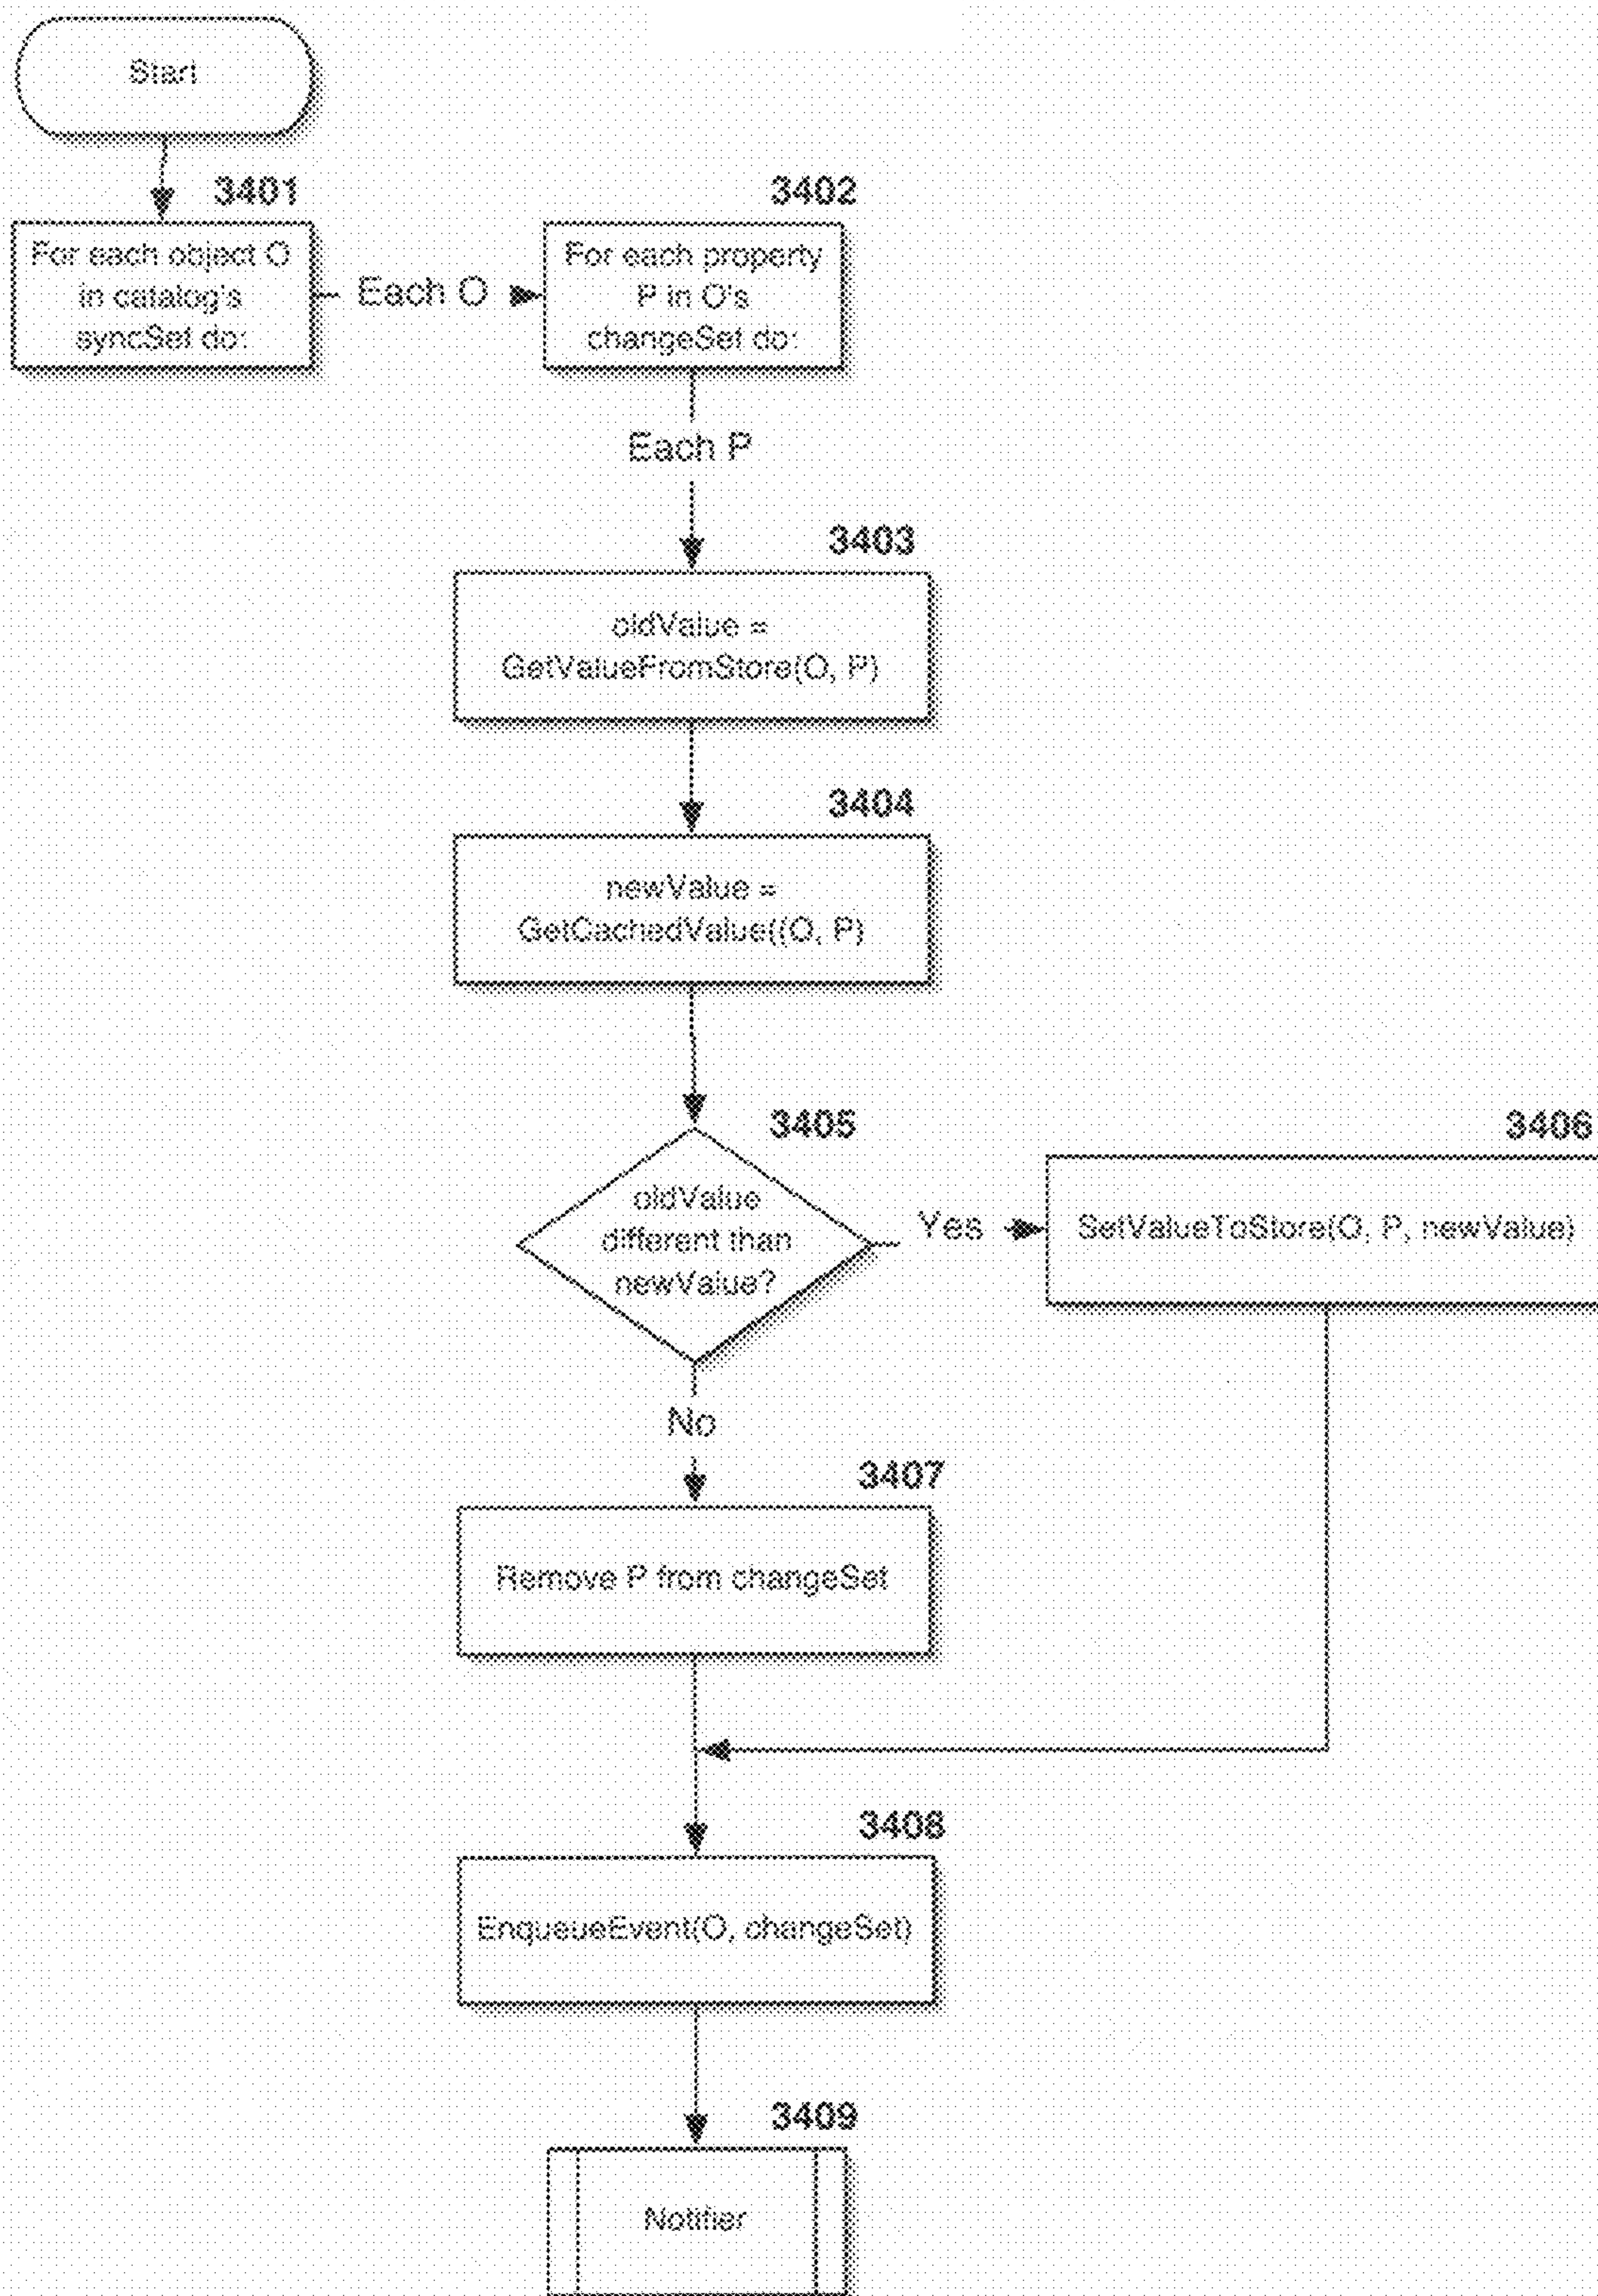 Start
3401
For each object O
in catalog's
syncSet do:
Each O
3402
For each property
P in O's
changeSet do:
Each P
3403
oldValue =
GetValueFromStore(O, P)
3404
newValue =
GetCachedValue((O, P)
3405
oldValue
different than
newValue?
Yes
3406
SetValueToStore(O, P, newValue)
No
3407
Remove P from changeSet
3408
EnqueueEvent(O, changeSet)
3409
Notifier